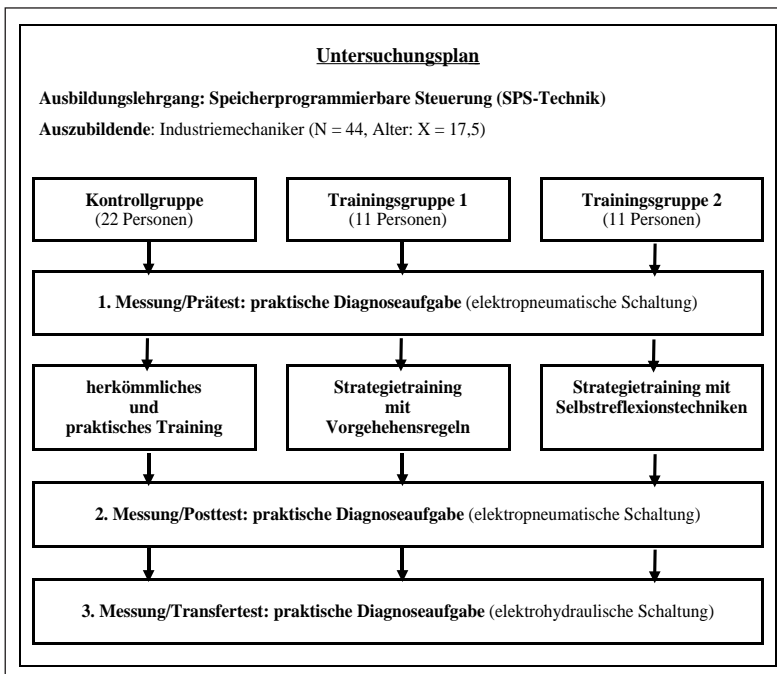 Untersuchungsplan
Ausbildungslehrgang: Speicherprogrammierbare Steuerung (SPS-Technik)
Auszubildende: Industriemechaniker (N = 44, Alter: X = 17,5)
Kontrollgruppe
(22 Personen)
Trainingsgruppe 1
(11 Personen)
Trainingsgruppe 2
(11 Personen)
1. Messung/Prätest: praktische Diagnoseaufgabe (elektropneumatische Schaltung)
herkömmliches
und
praktisches Training
Strategietraining
mit
Vorgehehensregeln
Strategietraining mit
Selbstreflexionstechniken
2. Messung/Posttest: praktische Diagnoseaufgabe (elektropneumatische Schaltung)
3. Messung/Transfertest: praktische Diagnoseaufgabe (elektrohydraulische Schaltung)